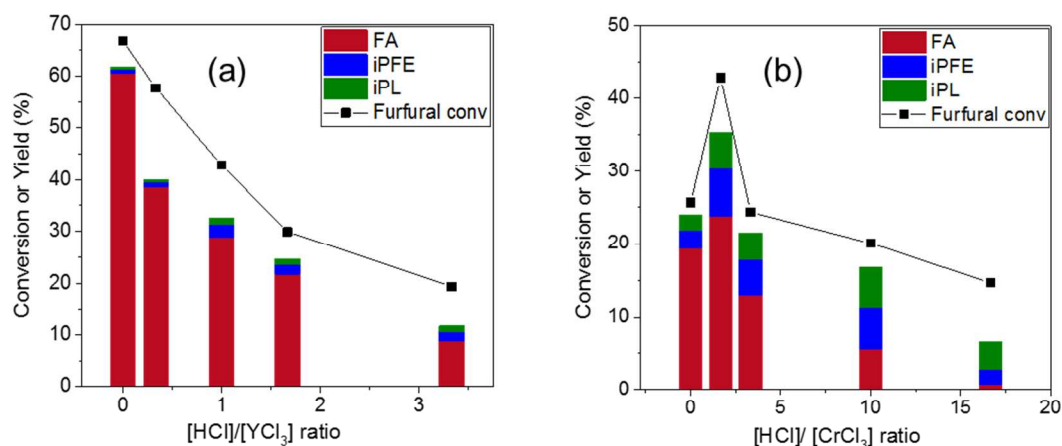 (a)
FA
iPFE
iPL
Furfural conv
Conversion or Yield (%)
70
60
50
40
30
20
10
0
0 1 2 3
[HCl]/[YCl3] ratio
(b)
FA
iPFE
iPL
Furfural conv
Conversion or Yield (%)
50
40
30
20
10
0
0 5 10 15 20
[HCl]/ [CrCl3] ratio